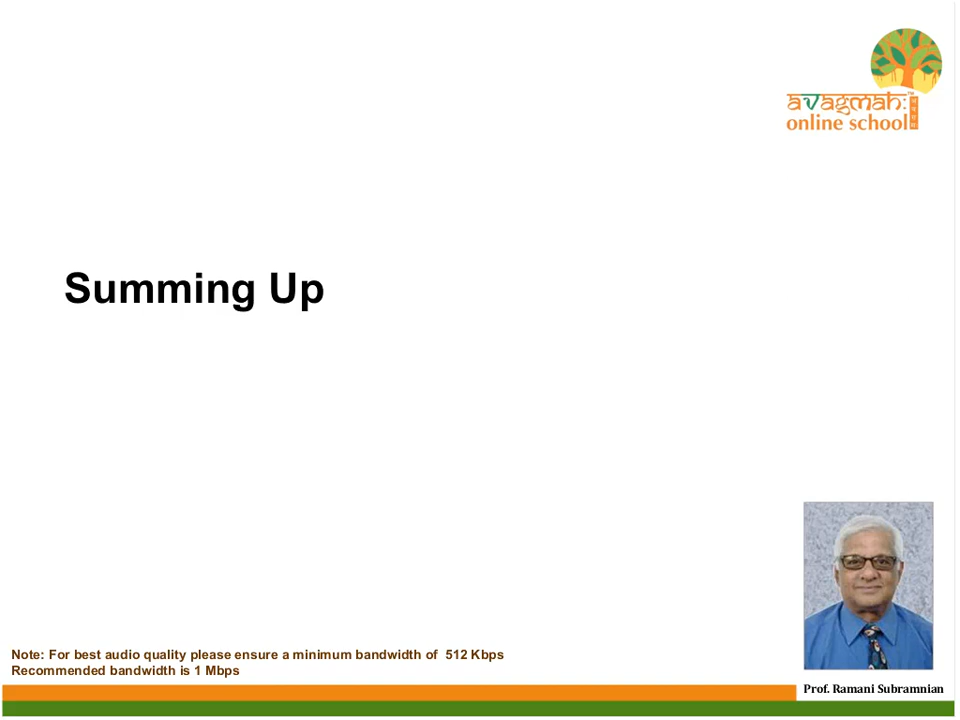 avagmah:™
online school
Summing Up
Note: For best audio quality please ensure a minimum bandwidth of 512 Kbps
Recommended bandwidth is 1 Mbps
Prof. Ramani Subramnian